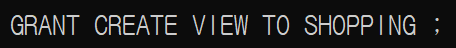 GRANT CREATE VIEW TO SHOPPING ;